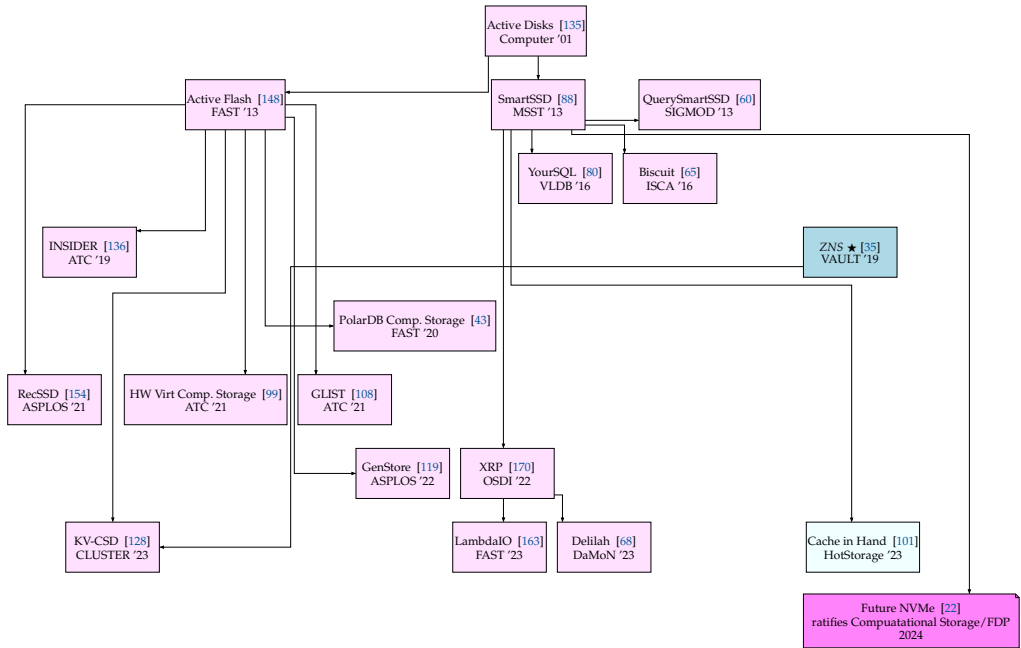 Active Disks [135]
Computer '01
Active Flash [148]
FAST '13
SmartSSD [88]
MSST '13
QuerySmartSSD [60]
SIGMOD '13
YourSQL [80]
VLDB '16
Biscuit [65]
ISCA '16
INSIDER [136]
ATC '19
ZNS ★ [35]
VAULT '19
PolarDB Comp. Storage [43]
FAST '20
RecSSD [154]
ASPLOS '21
HW Virt Comp. Storage [99]
ATC '21
GLIST [108]
ATC '21
GenStore [119]
ASPLOS '22
XRP [170]
OSDI '22
KV-CSD [128]
CLUSTER '23
LambdaIO [163]
FAST '23
Delilah [68]
DaMoN '23
Cache in Hand [101]
HotStorage '23
Future NVMe [22]
ratifies Compuatational Storage/FDP
2024